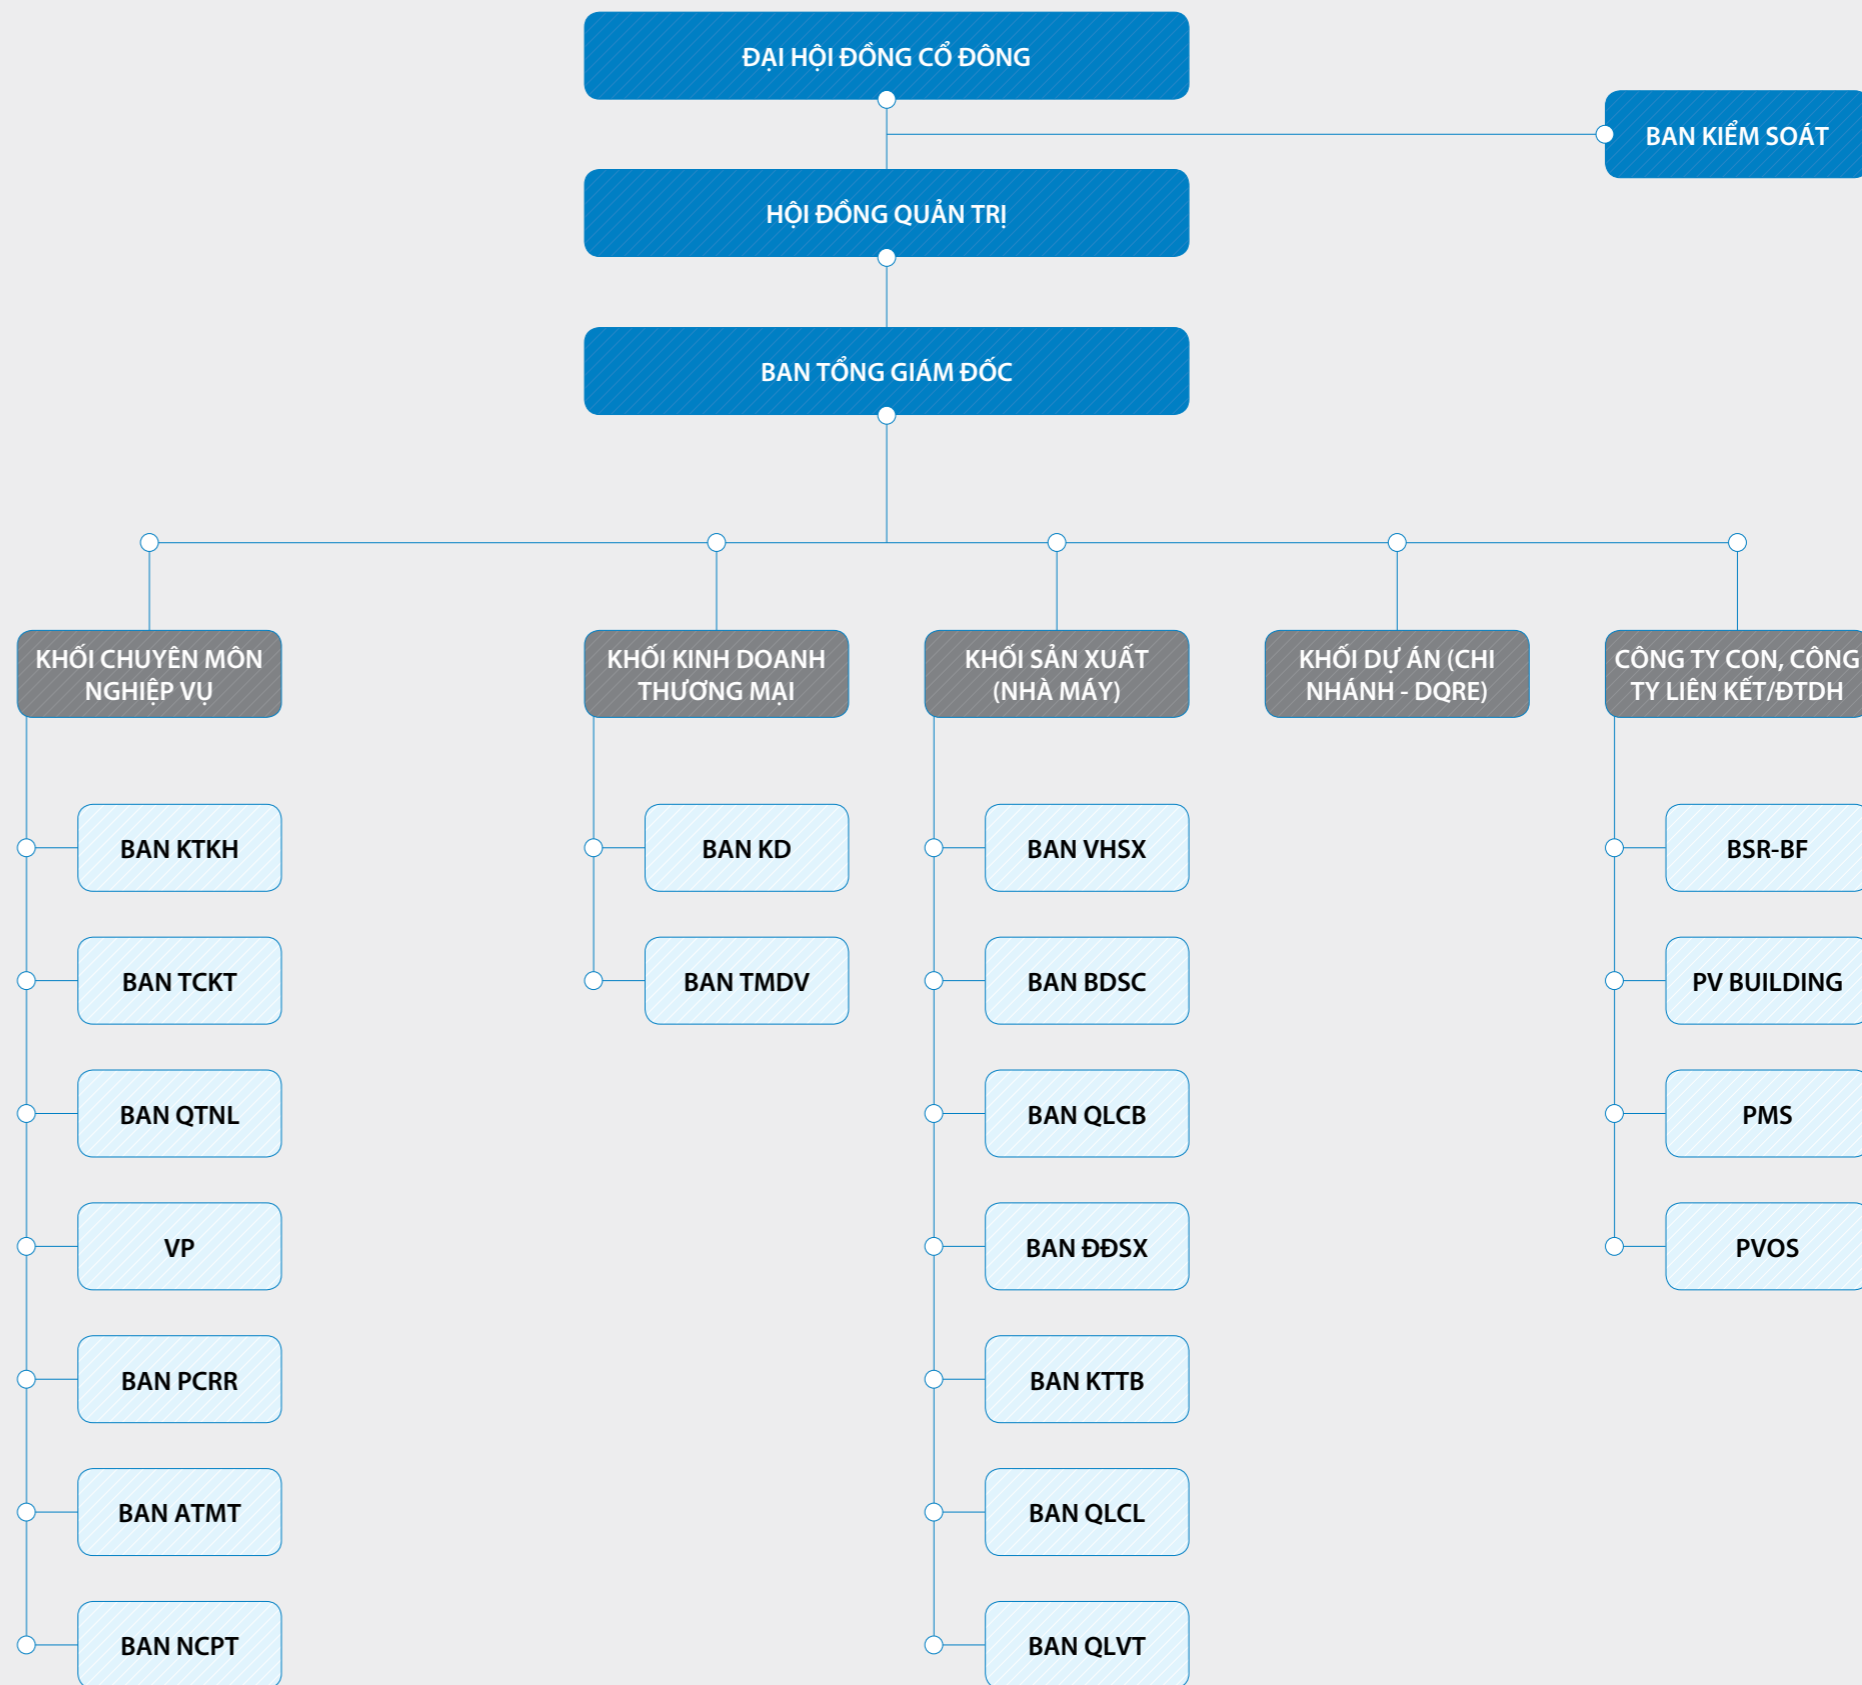 ĐẠI HỘI ĐỒNG CỔ ĐÔNG
BAN KIỂM SOÁT
HỘI ĐỒNG QUẢN TRỊ
BAN TỔNG GIÁM ĐỐC
KHỐI CHUYÊN MÔN
NGHIỆP VỤ
KHỐI KINH DOANH
THƯƠNG MẠI
KHỐI SẢN XUẤT
(NHÀ MÁY)
KHỐI DỰ ÁN (CHI
NHÁNH - DQRE)
CÔNG TY CON, CÔNG
TY LIÊN KẾT/ĐTDH
BAN KTKH
BAN TCKT
BAN QTNL
VP
BAN PCRR
BAN ATMT
BAN NCPT
BAN KD
BAN TMDV
BAN VHSX
BAN BDSC
BAN QLCB
BAN ĐĐSX
BAN KTTB
BAN QLCL
BAN QLVT
BSR-BF
PV BUILDING
PMS
PVOS